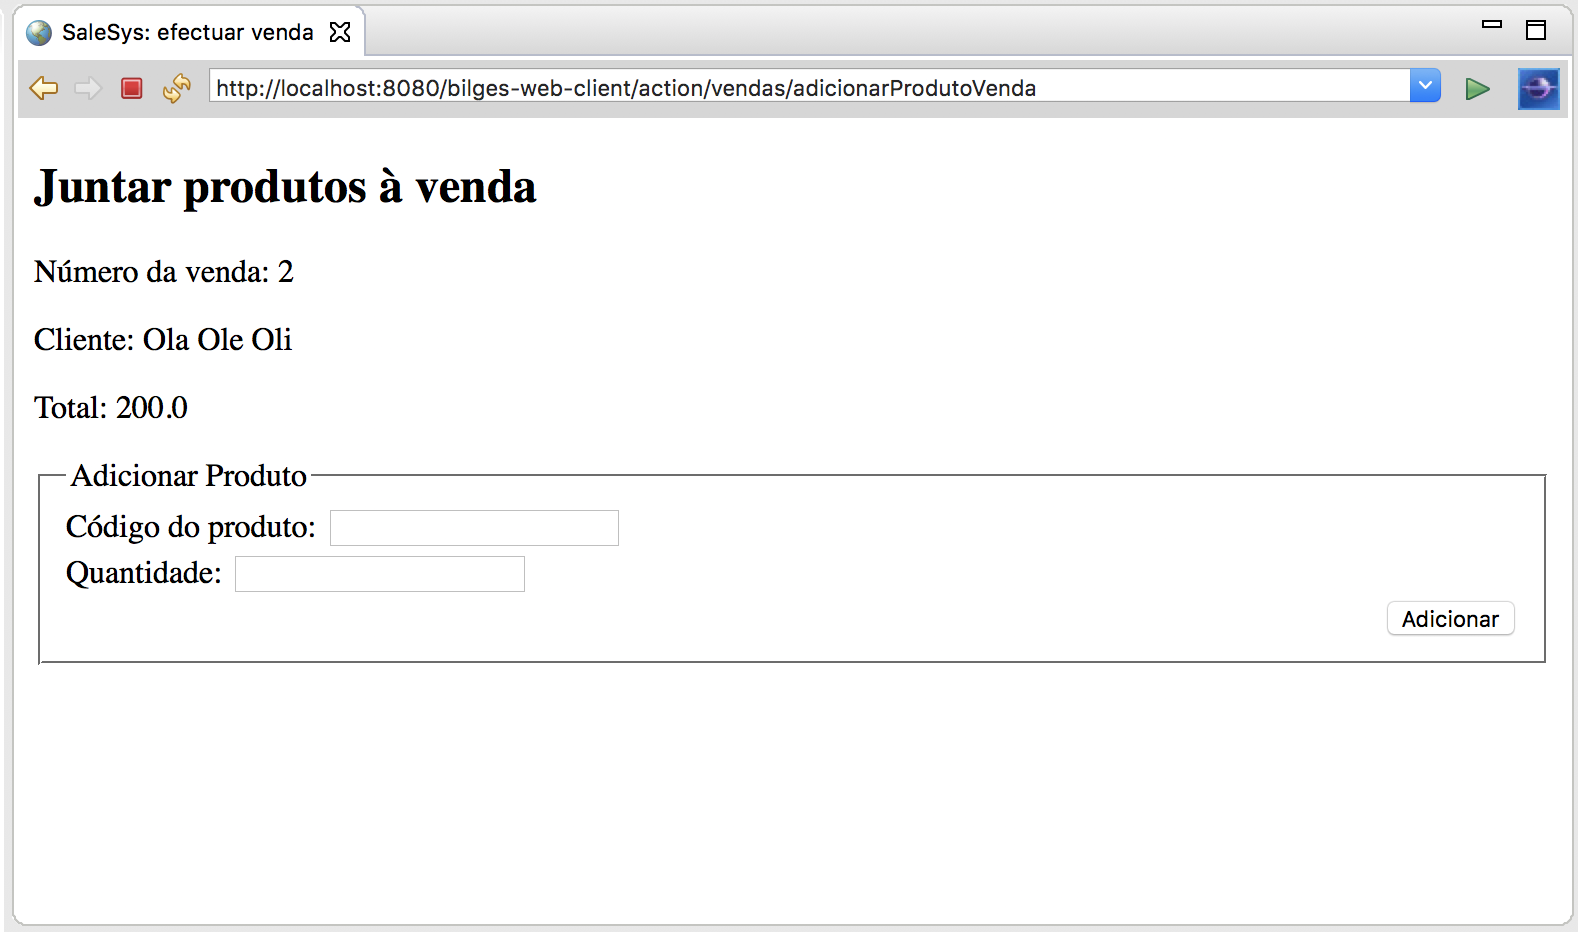 SaleSys: efectuar venda
http://localhost:8080/bilges-web-client/action/vendas/adicionarProdutoVenda
Juntar produtos à venda
Número da venda: 2
Cliente: Ola Ole Oli
Total: 200.0
Adicionar Produto
Código do produto:
Quantidade:
Adicionar